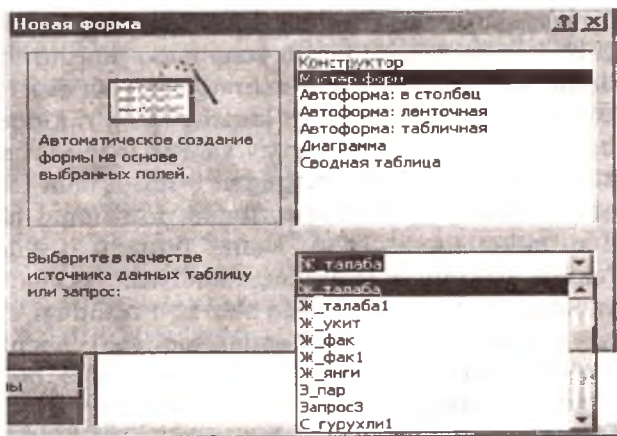 Новая форма
Автоматическое создание
формы на основе
выбранных полей.
Конструктор
Мастер форм
Автоформа: в столбец
Автоформа: ленточная
Автоформа: табличная
Диаграмма
Сводная таблица
Выберите в качестве
источника данных таблицу
или запрос:
Ж_талаба
Ж_талаба
Ж_талаба1
Ж_укит
Ж_фак
Ж_фак1
Ж_янги
З_пар
Запрос3
С_гурухли1
ы